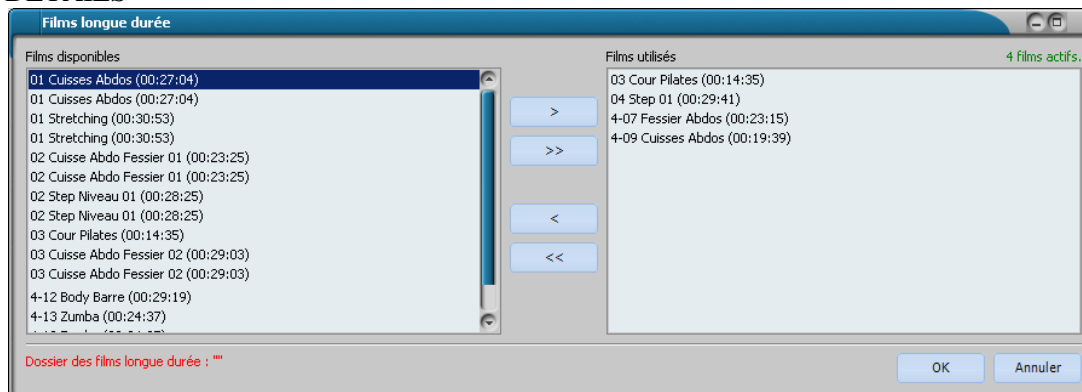 DETAILS
Films longue durée
Films disponibles
01 Cuisses Abdos (00:27:04)
01 Cuisses Abdos (00:27:04)
01 Stretching (00:30:53)
01 Stretching (00:30:53)
02 Cuisse Abdo Fessier 01 (00:23:25)
02 Cuisse Abdo Fessier 01 (00:23:25)
02 Step Niveau 01 (00:28:25)
02 Step Niveau 01 (00:28:25)
03 Cour Pilates (00:14:35)
03 Cuisse Abdo Fessier 02 (00:29:03)
03 Cuisse Abdo Fessier 02 (00:29:03)
4-12 Body Barre (00:29:19)
4-13 Zumba (00:24:37)
>
>>
<
<<
Films utilisés
4 films actifs.
03 Cour Pilates (00:14:35)
04 Step 01 (00:29:41)
4-07 Fessier Abdos (00:23:15)
4-09 Cuisses Abdos (00:19:39)
Dossier des films longue durée : ""
OK
Annuler